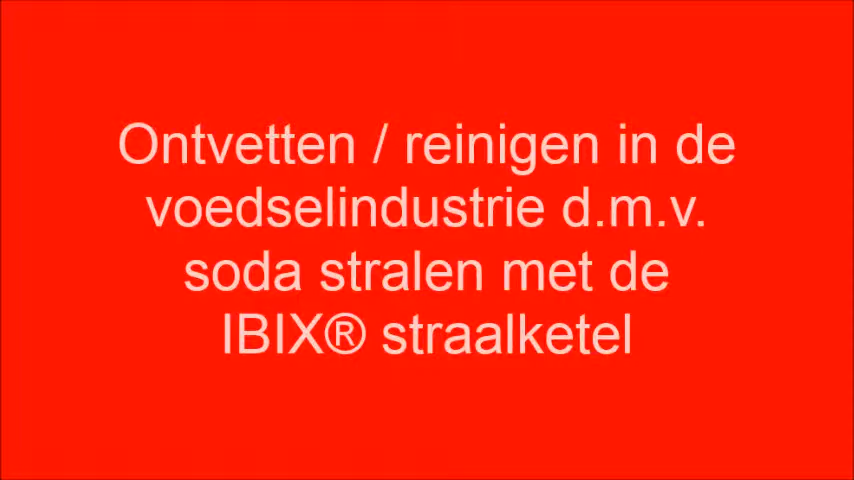 Ontvetten / reinigen in de
voedselindustrie d.m.v.
soda stralen met de
IBIX® straalketel